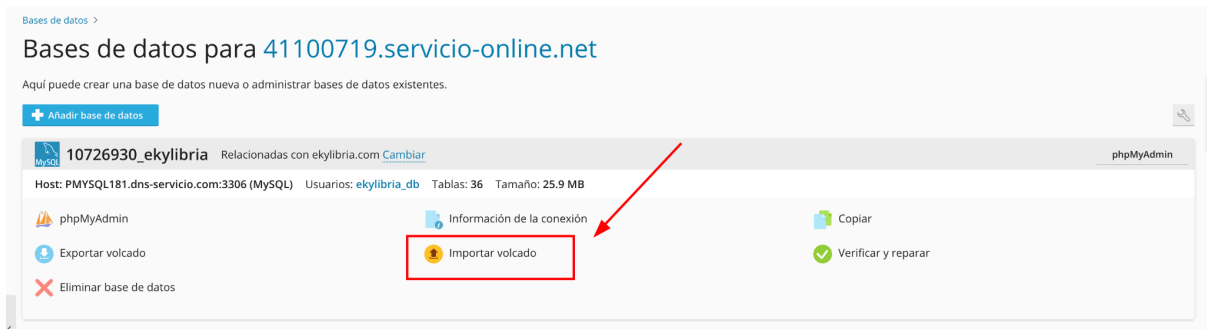 Bases de datos >
Bases de datos para 41100719.servicio-online.net
Aquí puede crear una base de datos nueva o administrar bases de datos existentes.
Añadir base de datos
MySQL 10726930_ekylibria Relacionadas con ekylibria.com Cambiar phpMyAdmin
Host: PMYSQL181.dns-servicio.com:3306 (MySQL) Usuarios: ekylibria_db Tablas: 36 Tamaño: 25.9 MB
phpMyAdmin Información de la conexión Copiar
Exportar volcado Importar volcado Verificar y reparar
Eliminar base de datos